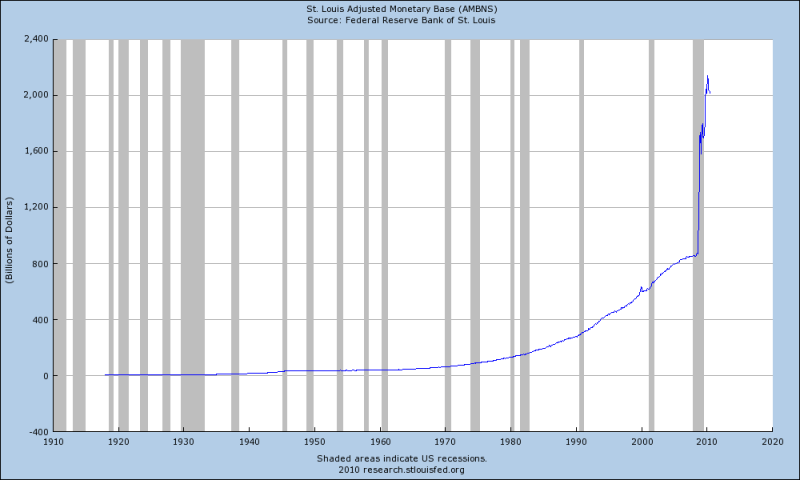 St. Louis Adjusted Monetary Base (AMBNS)
Source: Federal Reserve Bank of St. Louis
2,400
2,000
1,600
1,200
800
400
0
-400
(Billions of Dollars)
1910 1920 1930 1940 1950 1960 1970 1980 1990 2000 2010 2020
Shaded areas indicate US recessions.
2010 research.stlouisfed.org